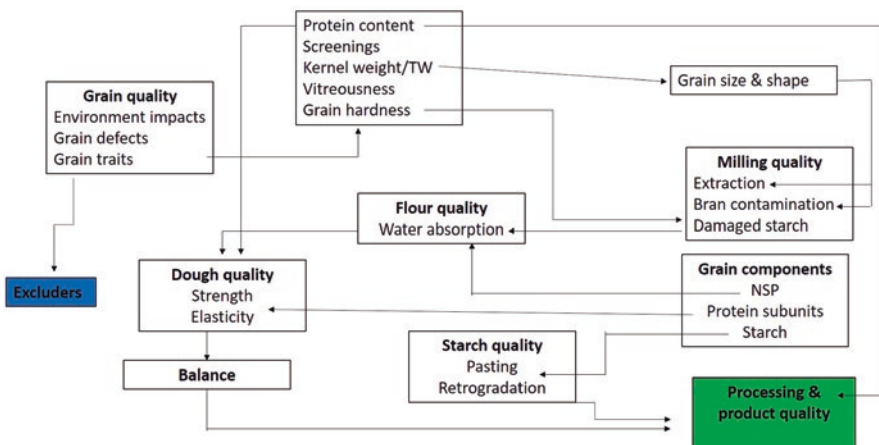 Protein content
Screenings
Kernel weight/TW
Vitreousness
Grain hardness
Grain size & shape
Grain quality
Environment impacts
Grain defects
Grain traits
Milling quality
Extraction
Bran contamination
Damaged starch
Flour quality
Water absorption
Excluders
Dough quality
Strength
Elasticity
Grain components
NSP
Protein subunits
Starch
Starch quality
Pasting
Retrogradation
Balance
Processing &
product quality